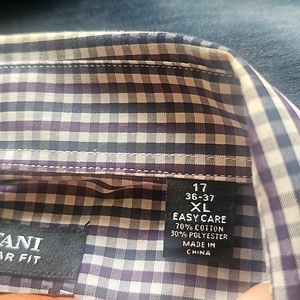 17
36-37
XL
EASY CARE
70% COTTON
30% POLYESTER
MADE IN
CHINA
TANI
AR FIT